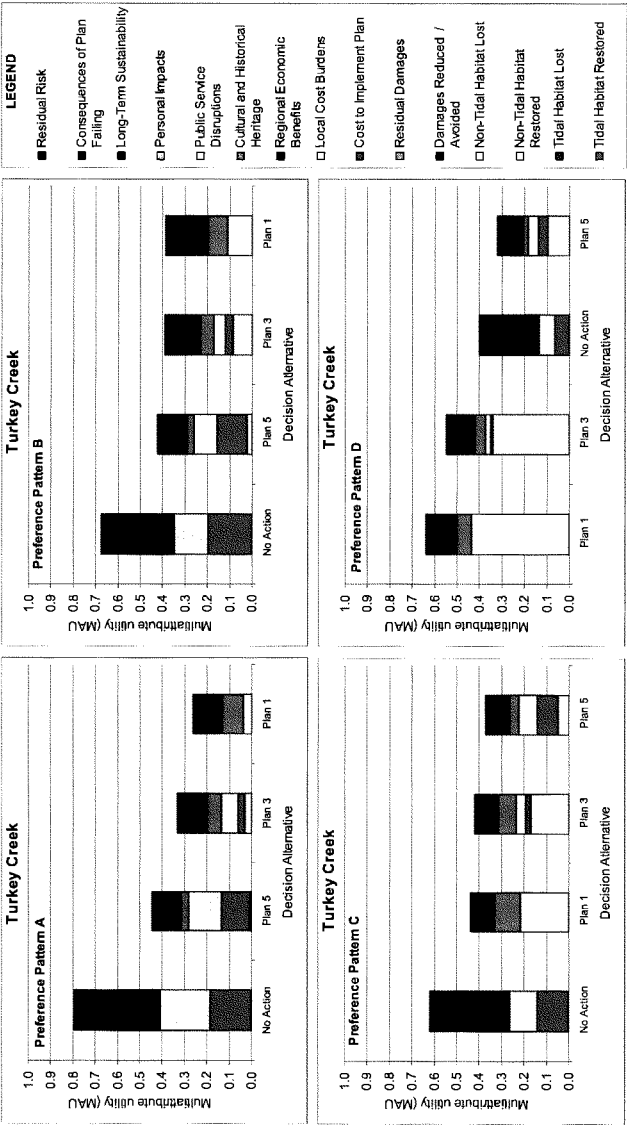 Turkey Creek
Preference Pattern A
Multiattribute utility (MAU)
1.0
0.9
0.8
0.7
0.6
0.5
0.4
0.3
0.2
0.1
0.0
No Action
Plan 5
Plan 3
Plan 1
Decision Alternative
Turkey Creek
Preference Pattern B
Multiattribute utility (MAU)
1.0
0.9
0.8
0.7
0.6
0.5
0.4
0.3
0.2
0.1
0.0
No Action
Plan 5
Plan 3
Plan 1
Decision Alternative
LEGEND
Residual Risk
Consequences of Plan
Failing
Long-Term Sustainability
Personal Impacts
Public Service
Disruptions
Cultural and Historical
Heritage
Regional Economic
Benefits
Local Cost Burdens
Cost to Implement Plan
Residual Damages
Damages Reduced /
Avoided
Non-Tidal Habitat Lost
Non-Tidal Habitat
Restored
Tidal Habitat Lost
Tidal Habitat Restored
Turkey Creek
Preference Pattern C
Multiattribute utility (MAU)
1.0
0.9
0.8
0.7
0.6
0.5
0.4
0.3
0.2
0.1
0.0
No Action
Plan 1
Plan 3
Plan 5
Decision Alternative
Turkey Creek
Preference Pattern D
Multiattribute utility (MAU)
1.0
0.9
0.8
0.7
0.6
0.5
0.4
0.3
0.2
0.1
0.0
Plan 1
Plan 3
No Action
Plan 5
Decision Alternative